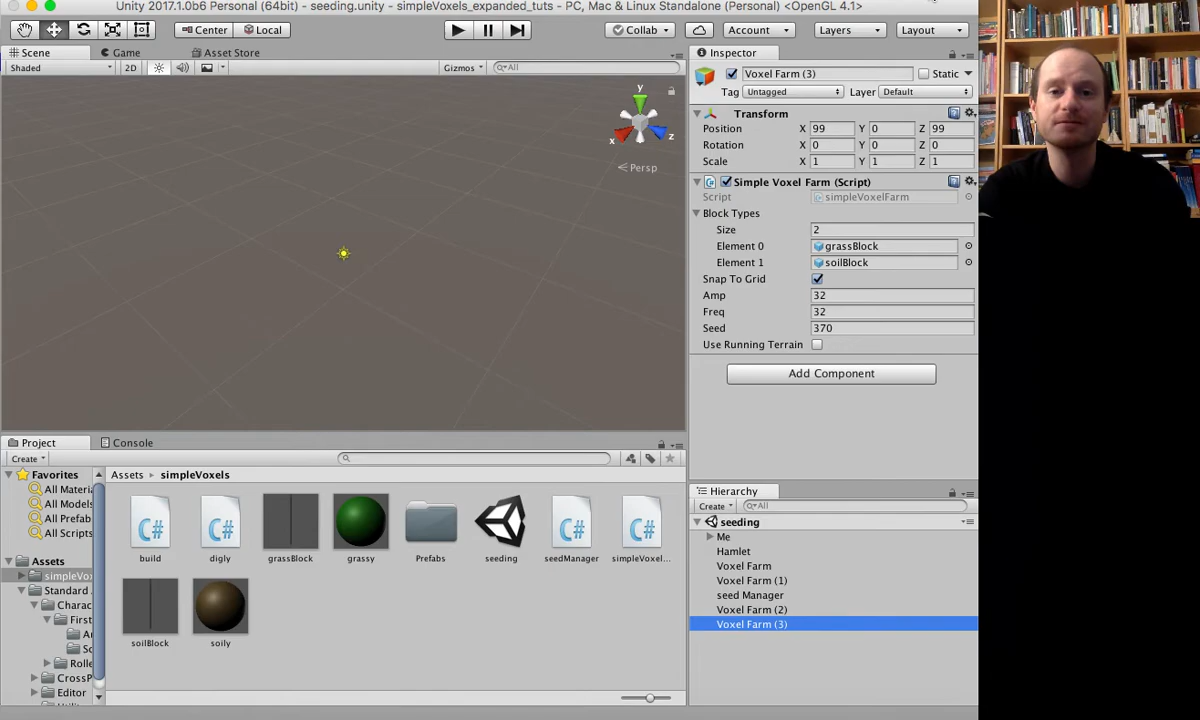 Unity 2017.1.0b6 Personal (64bit) - seeding.unity - simpleVoxels_expanded_tuts - PC, Mac & Linux Standalone (Personal) <OpenGL 4.1>
Center Local Collab Account Layers Layout
Scene Game Asset Store
Shaded 2D Gizmos All
y
x
z
Persp
Inspector
Voxel Farm (3) Static
Tag Untagged Layer Default
Transform
Position X 99 Y 0 Z 99
Rotation X 0 Y 0 Z 0
Scale X 1 Y 1 Z 1
Simple Voxel Farm (Script)
Script simpleVoxelFarm
Block Types
Size 2
Element 0 grassBlock
Element 1 soilBlock
Snap To Grid
Amp 32
Freq 32
Seed 370
Use Running Terrain
Add Component
Project Console
Create
Favorites
All Materi
All Models
All Prefab
All Scripts
Assets
simpleVo
Standard
Charac
First
A
S
Rolle
CrossP
Editor
Assets simpleVoxels
build
C#
digly
C#
grassBlock
grassy
Prefabs
seeding
seedManager
C#
simpleVoxel...
C#
soilBlock
soily
Hierarchy
Create All
seeding
Me
Hamlet
Voxel Farm
Voxel Farm (1)
seed Manager
Voxel Farm (2)
Voxel Farm (3)